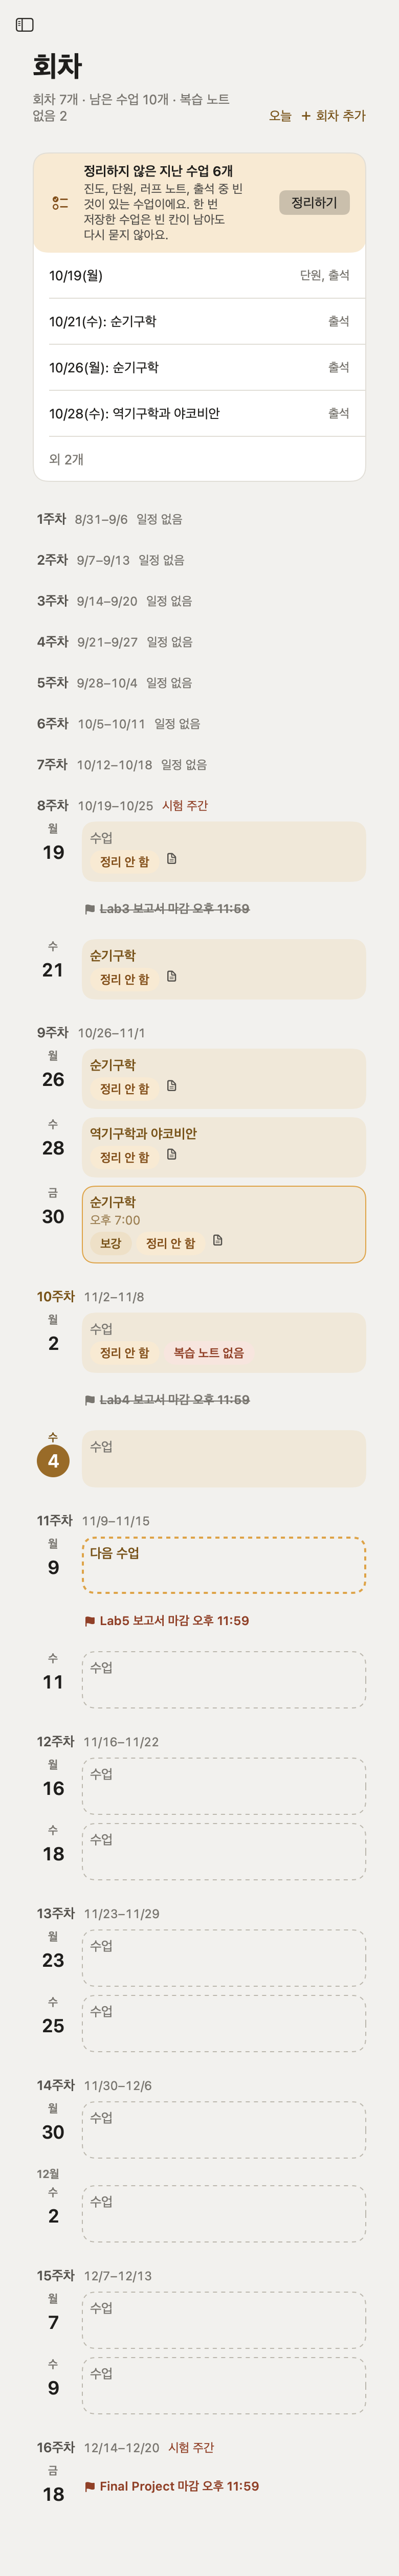 회차
회차 7개 · 남은 수업 10개 · 복습 노트
없음 2
오늘 + 회차 추가
정리하지 않은 지난 수업 6개
진도, 단원, 러프 노트, 출석 중 빈
것이 있는 수업이에요. 한 번
저장한 수업은 빈 칸이 남아도
다시 묻지 않아요.
정리하기
10/19(월) 단원, 출석
10/21(수): 순기구학 출석
10/26(월): 순기구학 출석
10/28(수): 역기구학과 야코비안 출석
외 2개
1주차 8/31–9/6 일정 없음
2주차 9/7–9/13 일정 없음
3주차 9/14–9/20 일정 없음
4주차 9/21–9/27 일정 없음
5주차 9/28–10/4 일정 없음
6주차 10/5–10/11 일정 없음
7주차 10/12–10/18 일정 없음
8주차 10/19–10/25 시험 주간
월
19
수업
정리 안 함
Lab3 보고서 마감 오후 11:59
수
21
순기구학
정리 안 함
9주차 10/26–11/1
월
26
순기구학
정리 안 함
수
28
역기구학과 야코비안
정리 안 함
금
30
순기구학
오후 7:00
보강 정리 안 함
10주차 11/2–11/8
월
2
수업
정리 안 함 복습 노트 없음
Lab4 보고서 마감 오후 11:59
수
4
수업
11주차 11/9–11/15
월
9
다음 수업
Lab5 보고서 마감 오후 11:59
수
11
수업
12주차 11/16–11/22
월
16
수업
수
18
수업
13주차 11/23–11/29
월
23
수업
수
25
수업
14주차 11/30–12/6
월
30
수업
12월
수
2
수업
15주차 12/7–12/13
월
7
수업
수
9
수업
16주차 12/14–12/20 시험 주간
금
18
Final Project 마감 오후 11:59